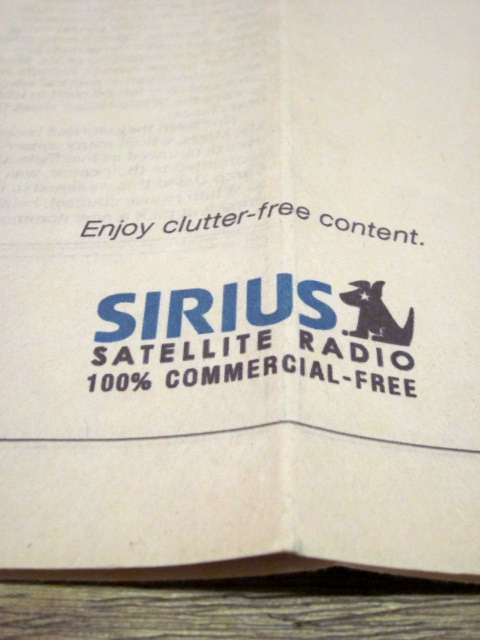 Enjoy clutter-free content.
SIRIUS
SATELLITE RADIO
100% COMMERCIAL-FREE